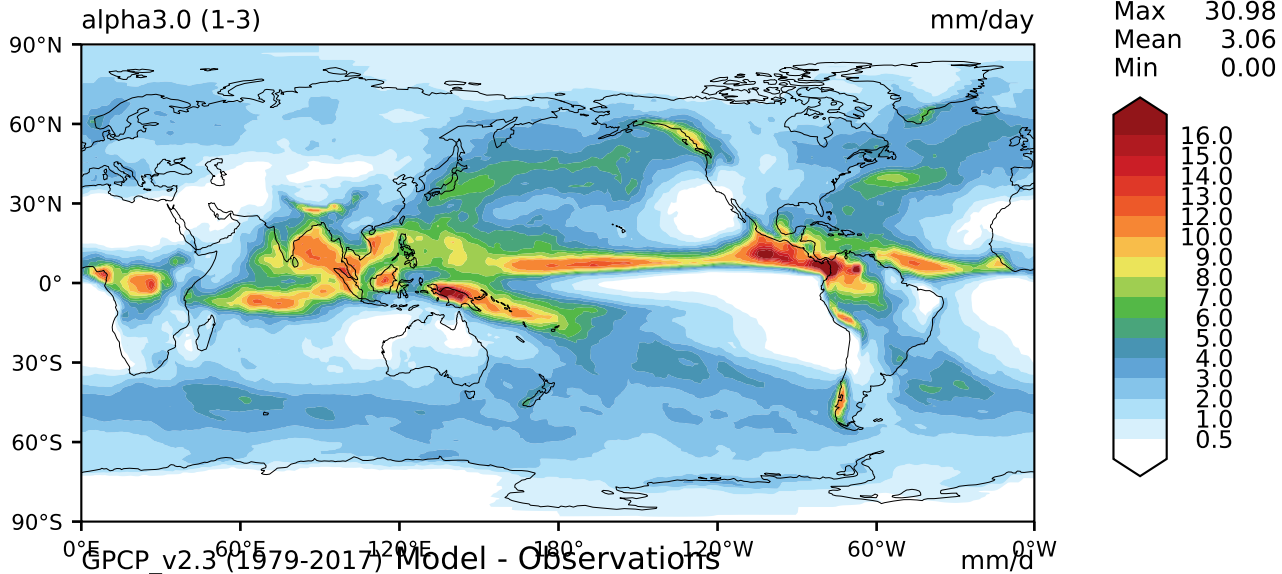 alpha3.0 (1-3) mm/day
Max 30.98
Mean 3.06
Min 0.00
90°N
60°N
30°N
0°
30°S
60°S
90°S
0°E 60°E 120°E 180° 120°W 60°W 0°W
GPCP_v2.3 (1979-2017) Model - Observations mm/d
16.0
15.0
14.0
13.0
12.0
10.0
9.0
8.0
7.0
6.0
5.0
4.0
3.0
2.0
1.0
0.5